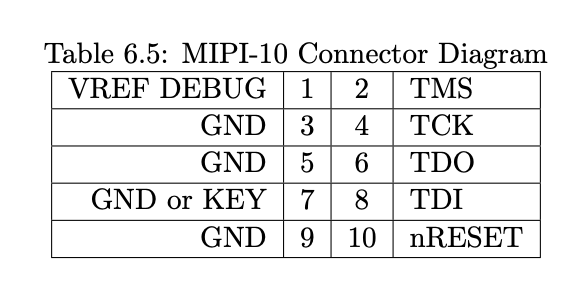 Table 6.5: MIPI-10 Connector Diagram
VREF DEBUG 1 2 TMS
GND 3 4 TCK
GND 5 6 TDO
GND or KEY 7 8 TDI
GND 9 10 nRESET